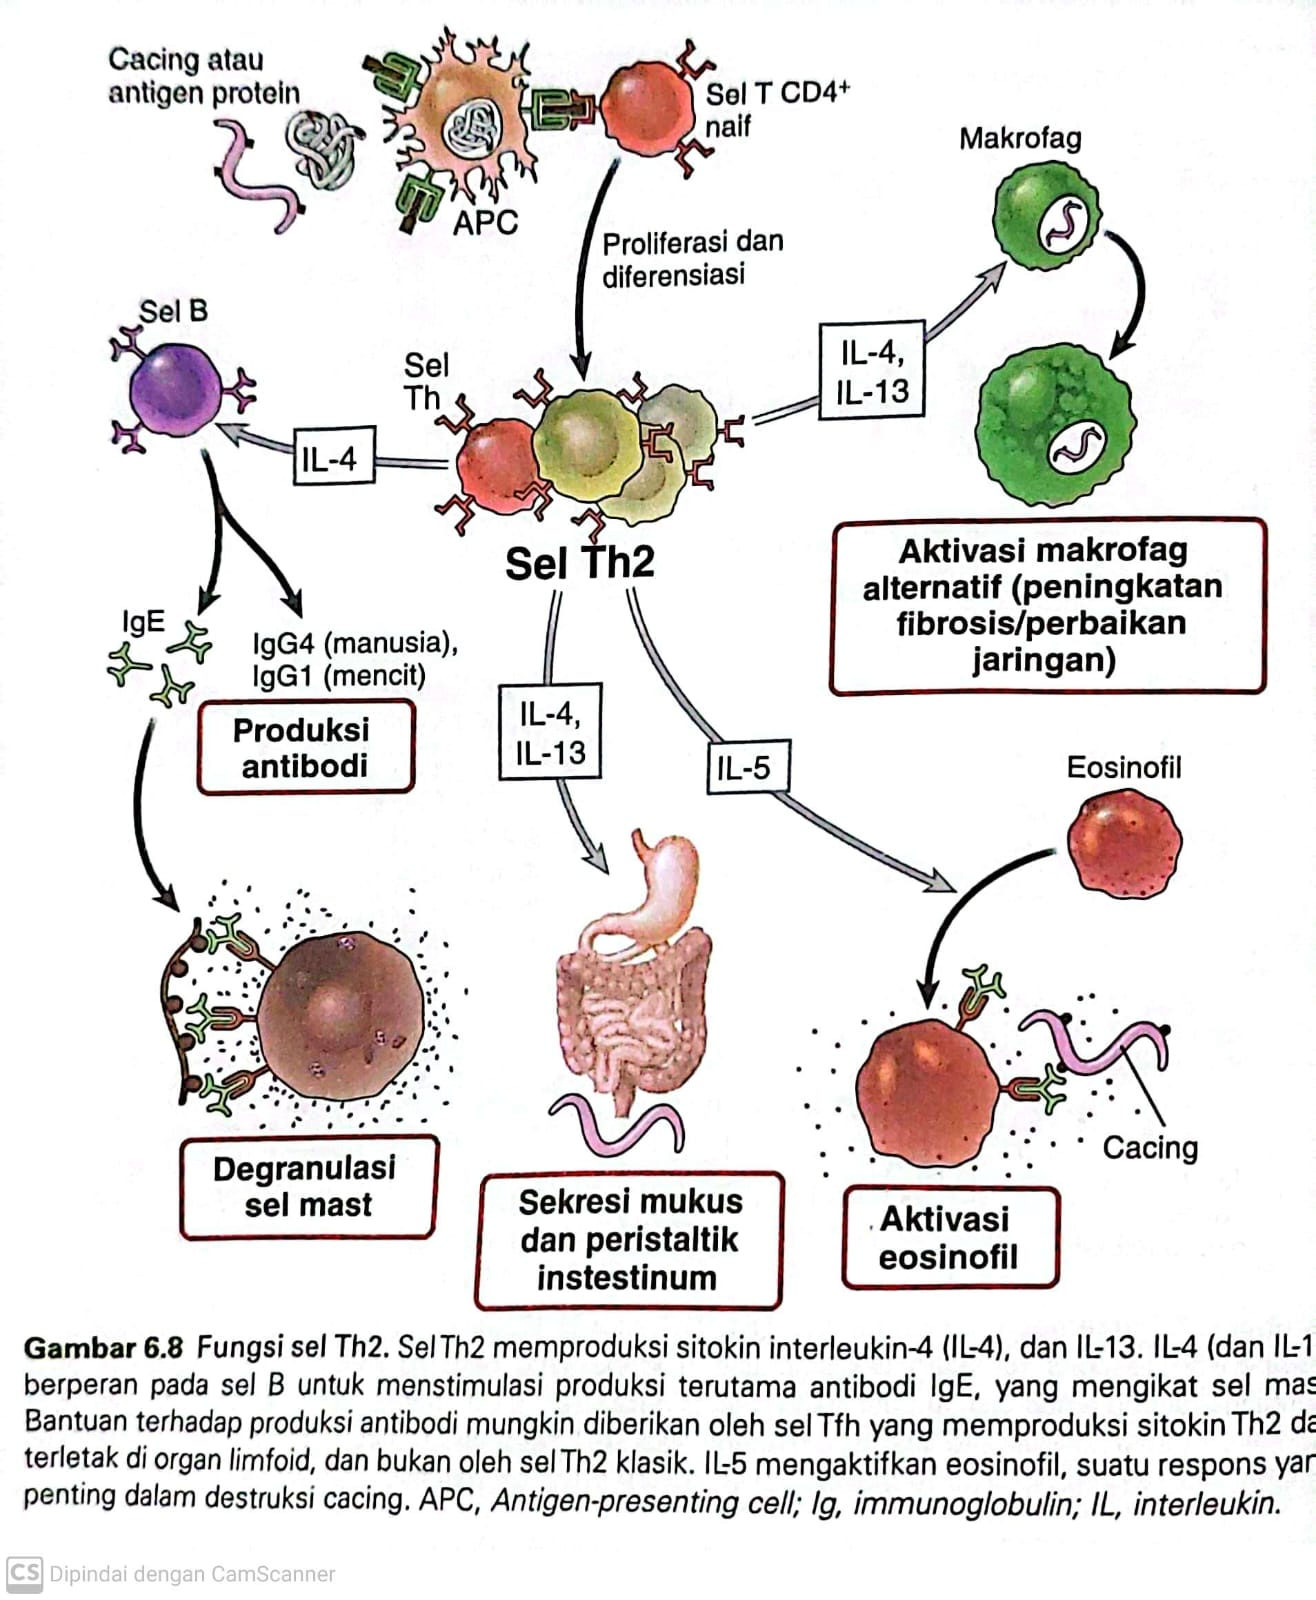 Cacing atau
antigen protein
APC
Sel T CD4+
naif
Makrofag
Proliferasi dan
diferensiasi
Sel B
Sel
Th
IL-4,
IL-13
IL-4
Sel Th2
Aktivasi makrofag
alternatif (peningkatan
fibrosis/perbaikan
jaringan)
IgE
IgG4 (manusia),
IgG1 (mencit)
Produksi
antibodi
IL-4,
IL-13
IL-5
Eosinofil
Cacing
Degranulasi
sel mast
Sekresi mukus
dan peristaltik
instestinum
Aktivasi
eosinofil
Gambar 6.8 Fungsi sel Th2. Sel Th2 memproduksi sitokin interleukin-4 (IL-4), dan IL-13. IL-4 (dan IL-1
berperan pada sel B untuk menstimulasi produksi terutama antibodi IgE, yang mengikat sel mas
Bantuan terhadap produksi antibodi mungkin diberikan oleh sel Tfh yang memproduksi sitokin Th2 da
terletak di organ limfoid, dan bukan oleh sel Th2 klasik. IL-5 mengaktifkan eosinofil, suatu respons yan
penting dalam destruksi cacing. APC, Antigen-presenting cell; Ig, immunoglobulin; IL, interleukin.
CS Dipindai dengan CamScanner